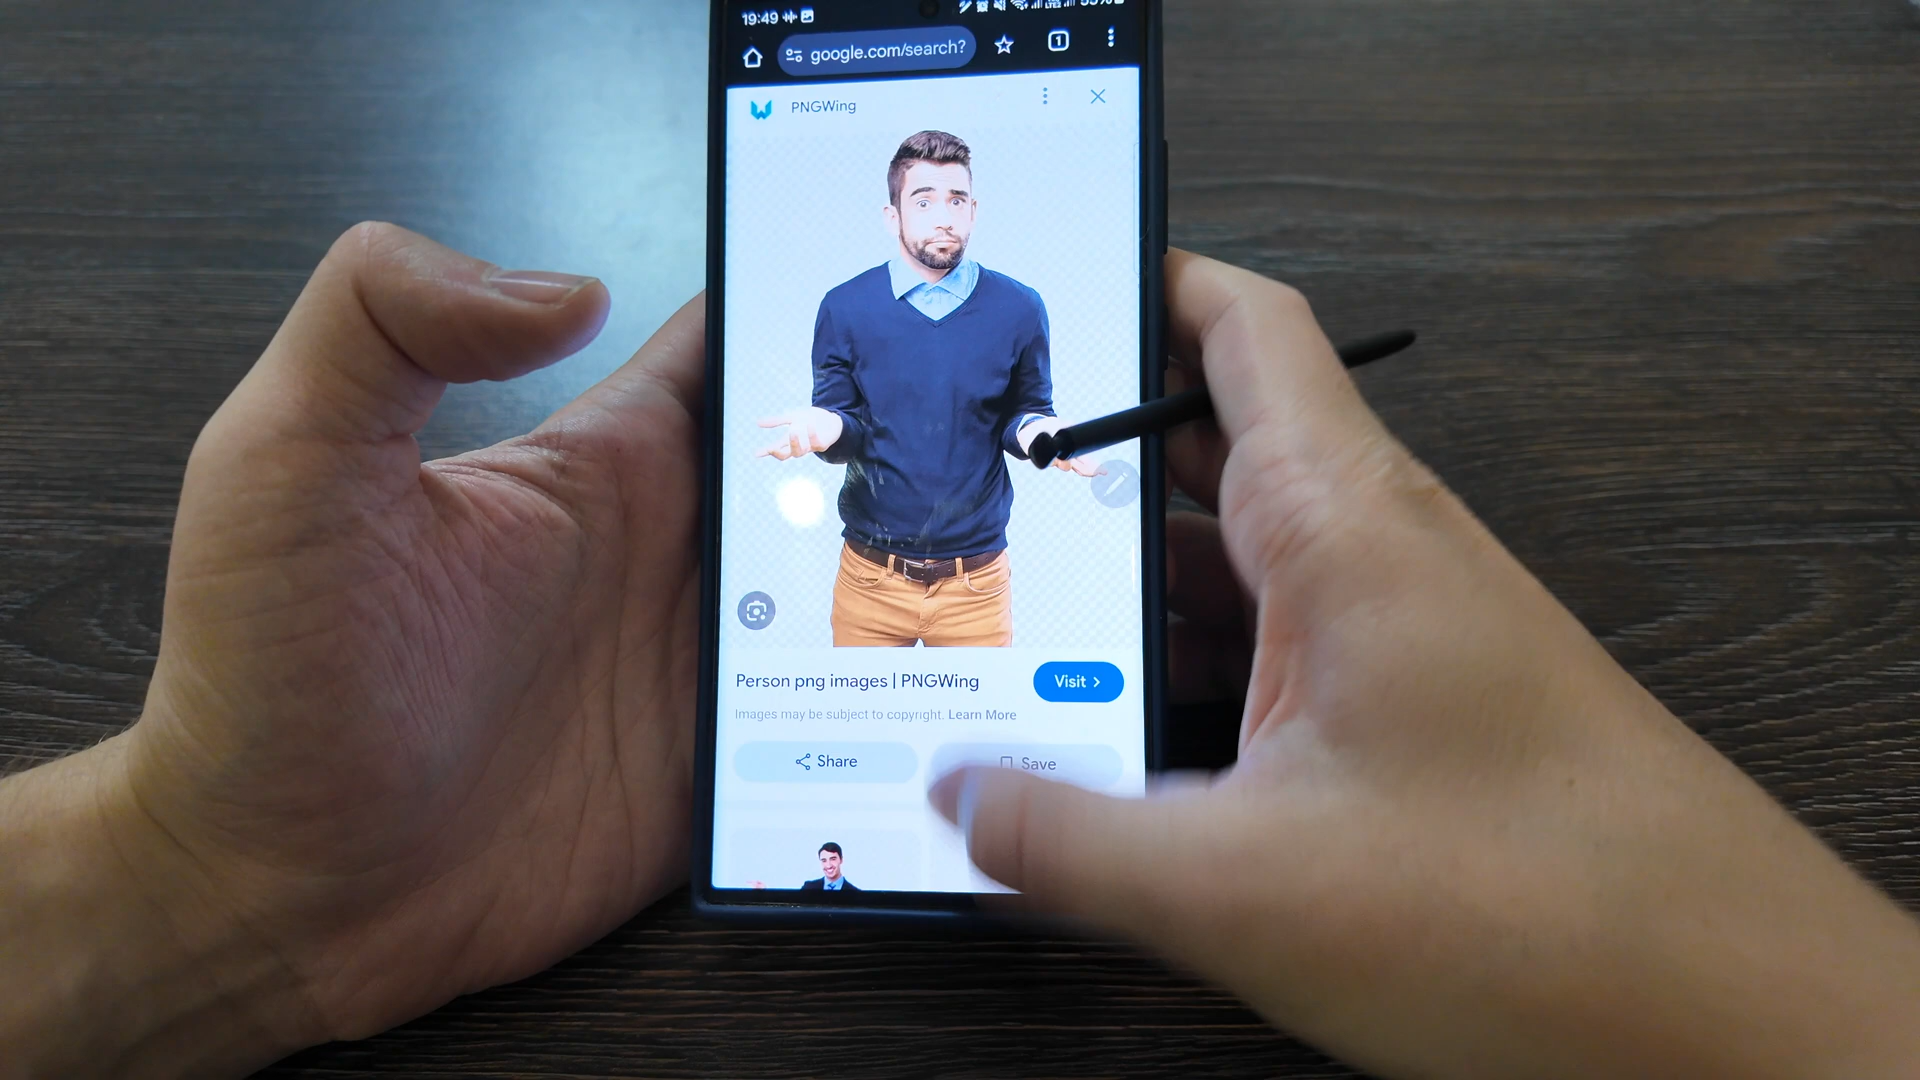 19:49
google.com/search?
1
PNGWing
Person png images | PNGWing
Visit >
Images may be subject to copyright. Learn More
Share
Save